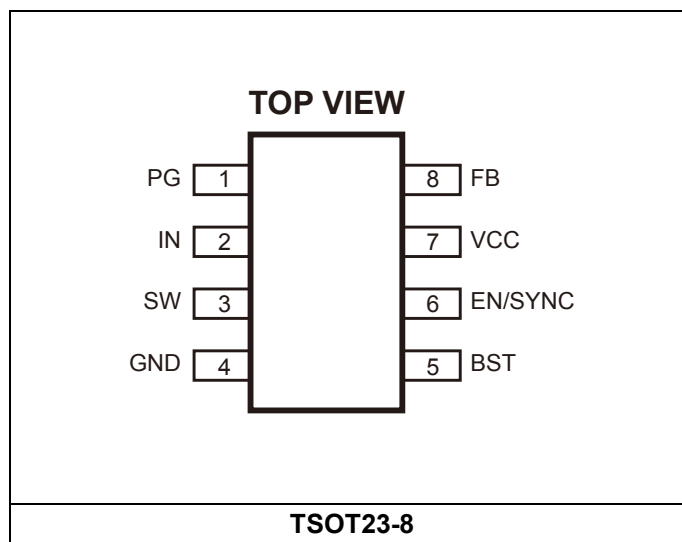 TOP VIEW
PG 1 8 FB
IN 2 7 VCC
SW 3 6 EN/SYNC
GND 4 5 BST
TSOT23-8